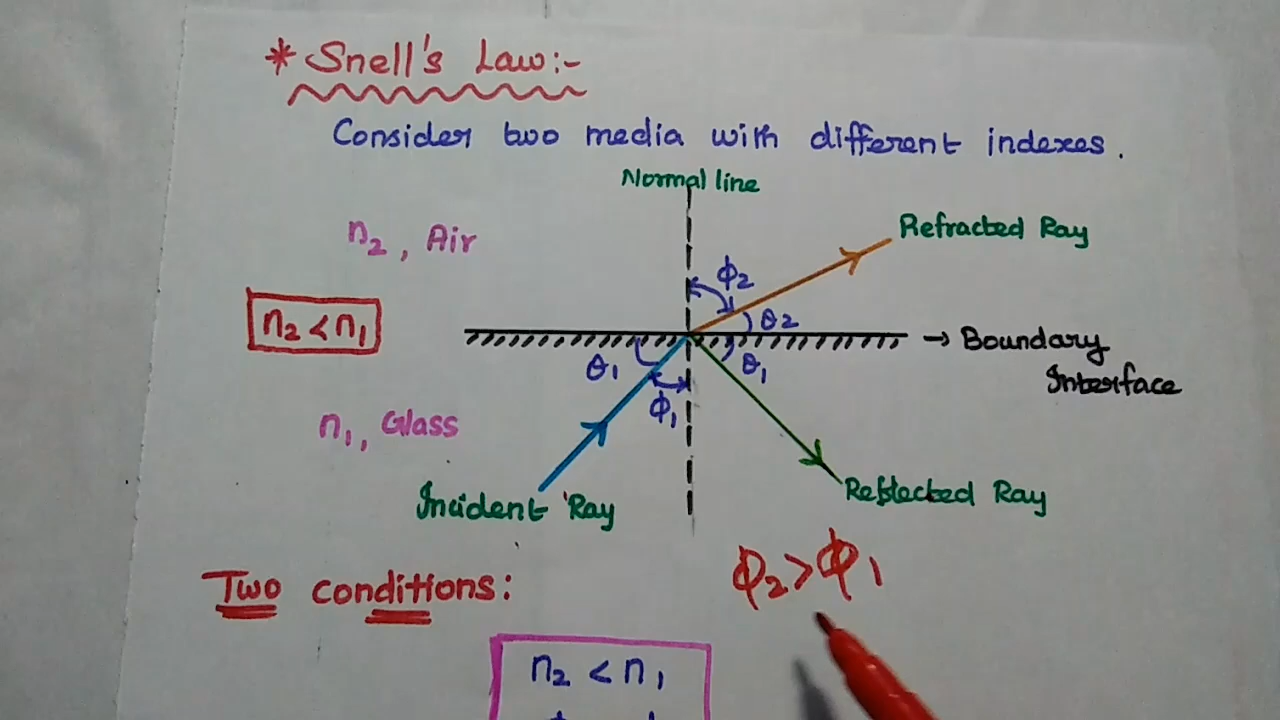 * Snell's Law:-
Consider two media with different indexes.
Normal line
n₂, Air
Refracted Ray
ϕ₂
θ₂
n₂ < n₁
→ Boundary
Interface
θ₁
θ₁
ϕ₁
n₁, Glass
Incident Ray
Reflected Ray
ϕ₂ > ϕ₁
Two conditions:
n₂ < n₁